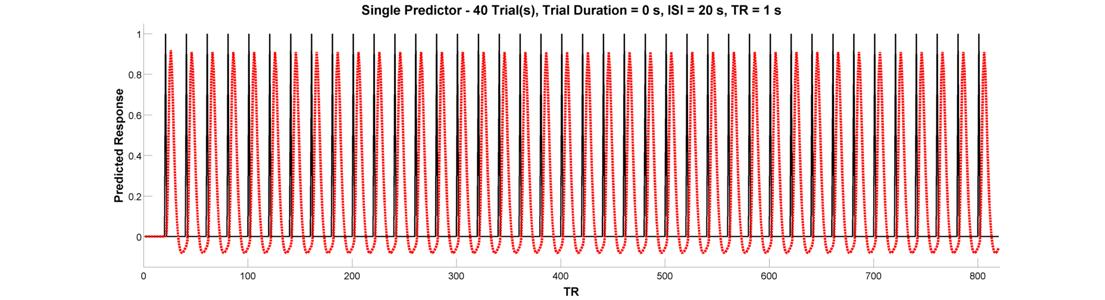 Single Predictor - 40 Trial(s), Trial Duration = 0 s, ISI = 20 s, TR = 1 s
1
0.8
0.6
0.4
0.2
0
Predicted Response
0 100 200 300 400 500 600 700 800
TR